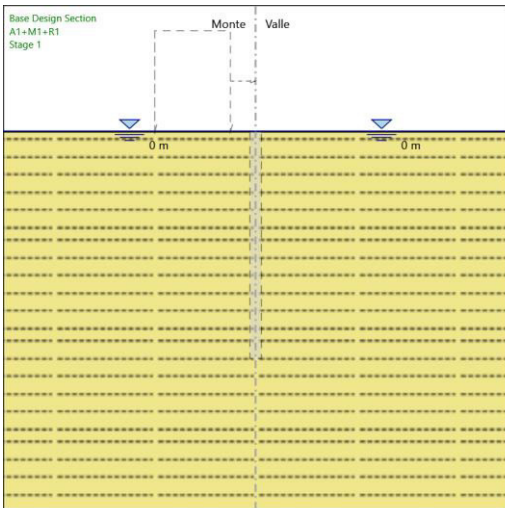 Base Design Section
A1+M1+R1
Stage 1
Monte Valle
0 m 0 m